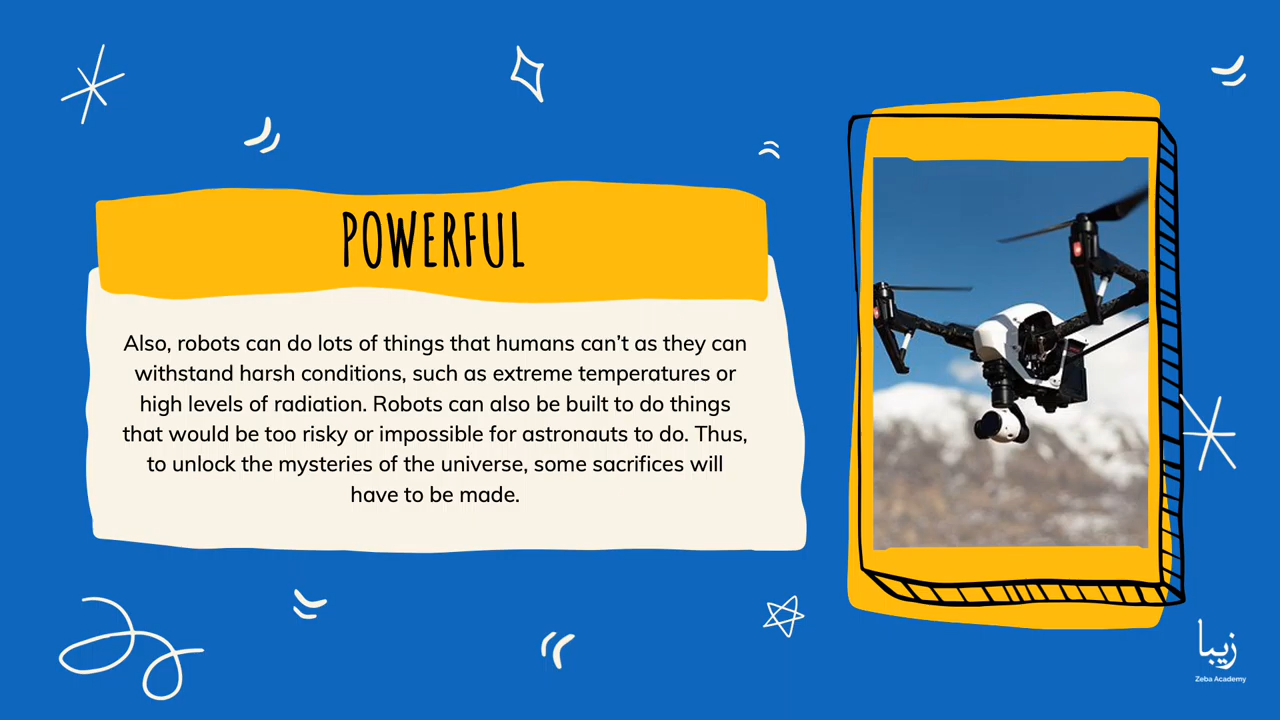 POWERFUL
Also, robots can do lots of things that humans can't as they can
withstand harsh conditions, such as extreme temperatures or
high levels of radiation. Robots can also be built to do things
that would be too risky or impossible for astronauts to do. Thus,
to unlock the mysteries of the universe, some sacrifices will
have to be made.
زیبا
Zeba Academy